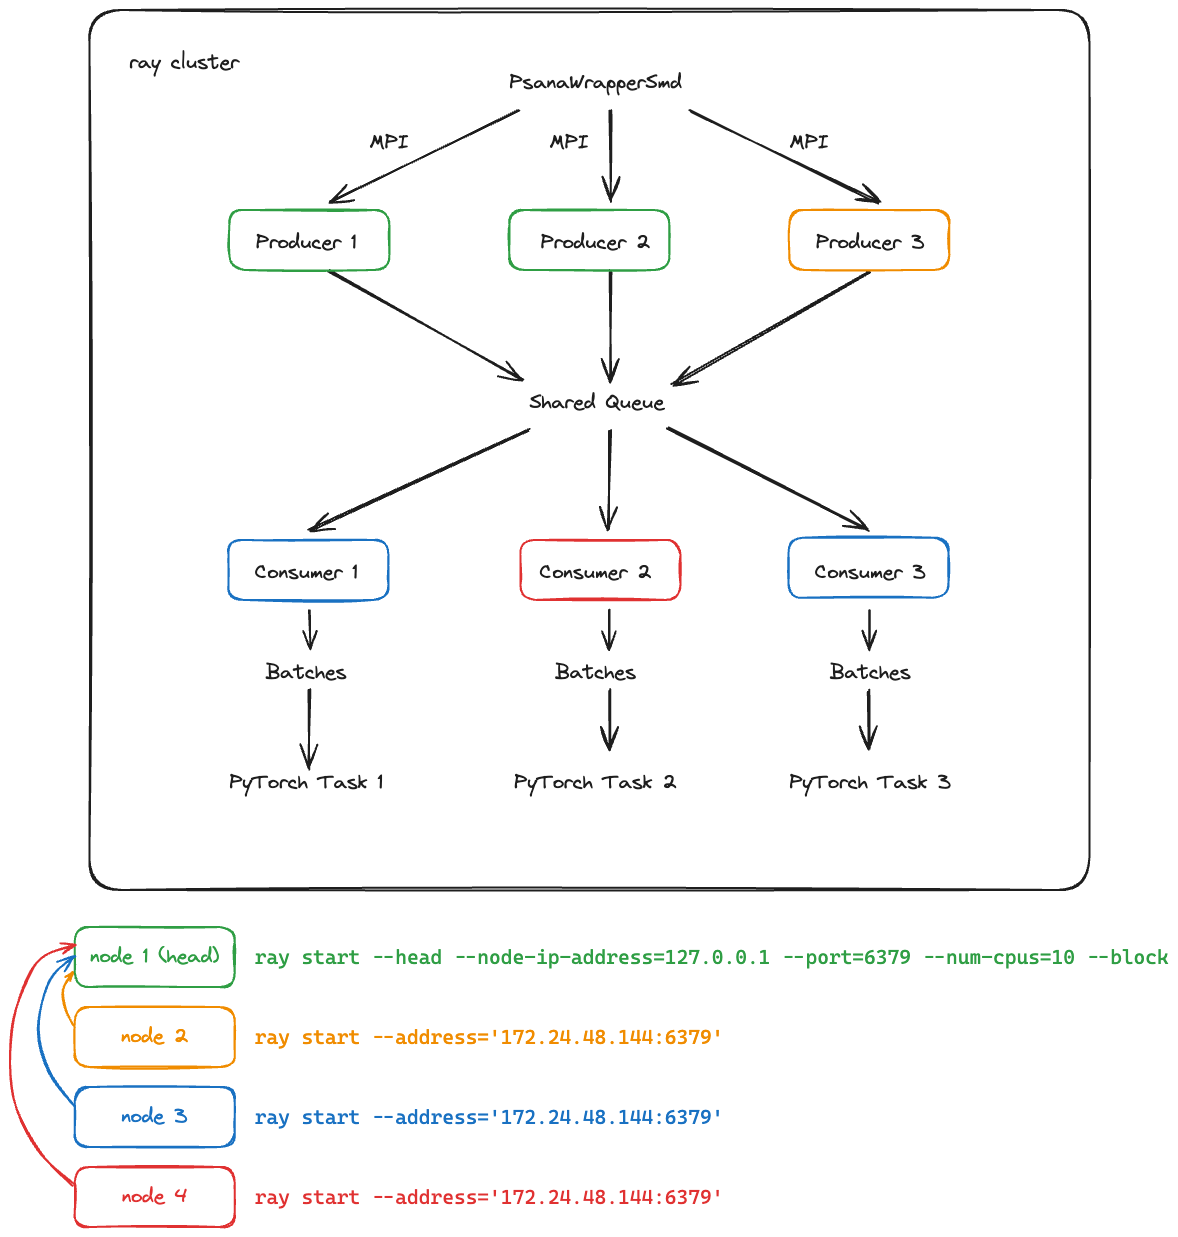 ray cluster
PsanaWrapperSmd
MPI MPI MPI
Producer 1 Producer 2 Producer 3
Shared Queue
Consumer 1 Consumer 2 Consumer 3
Batches Batches Batches
PyTorch Task 1 PyTorch Task 2 PyTorch Task 3
node 1 (head) ray start --head --node-ip-address=127.0.0.1 --port=6379 --num-cpus=10 --block
node 2 ray start --address='172.24.48.144:6379'
node 3 ray start --address='172.24.48.144:6379'
node 4 ray start --address='172.24.48.144:6379'